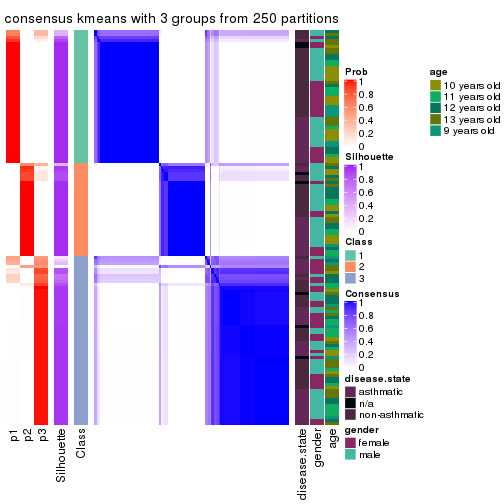 consensus kmeans with 3 groups from 250 partitions
Prob
1
0.8
0.6
0.4
0.2
0
Silhouette
1
0.8
0.6
0.4
0.2
0
Class
1
2
3
Consensus
1
0.8
0.6
0.4
0.2
0
disease.state
asthmatic
n/a
non-asthmatic
gender
female
male
age
10 years old
11 years old
12 years old
13 years old
9 years old
p1
p2
p3
Silhouette
Class
disease.state
gender
age